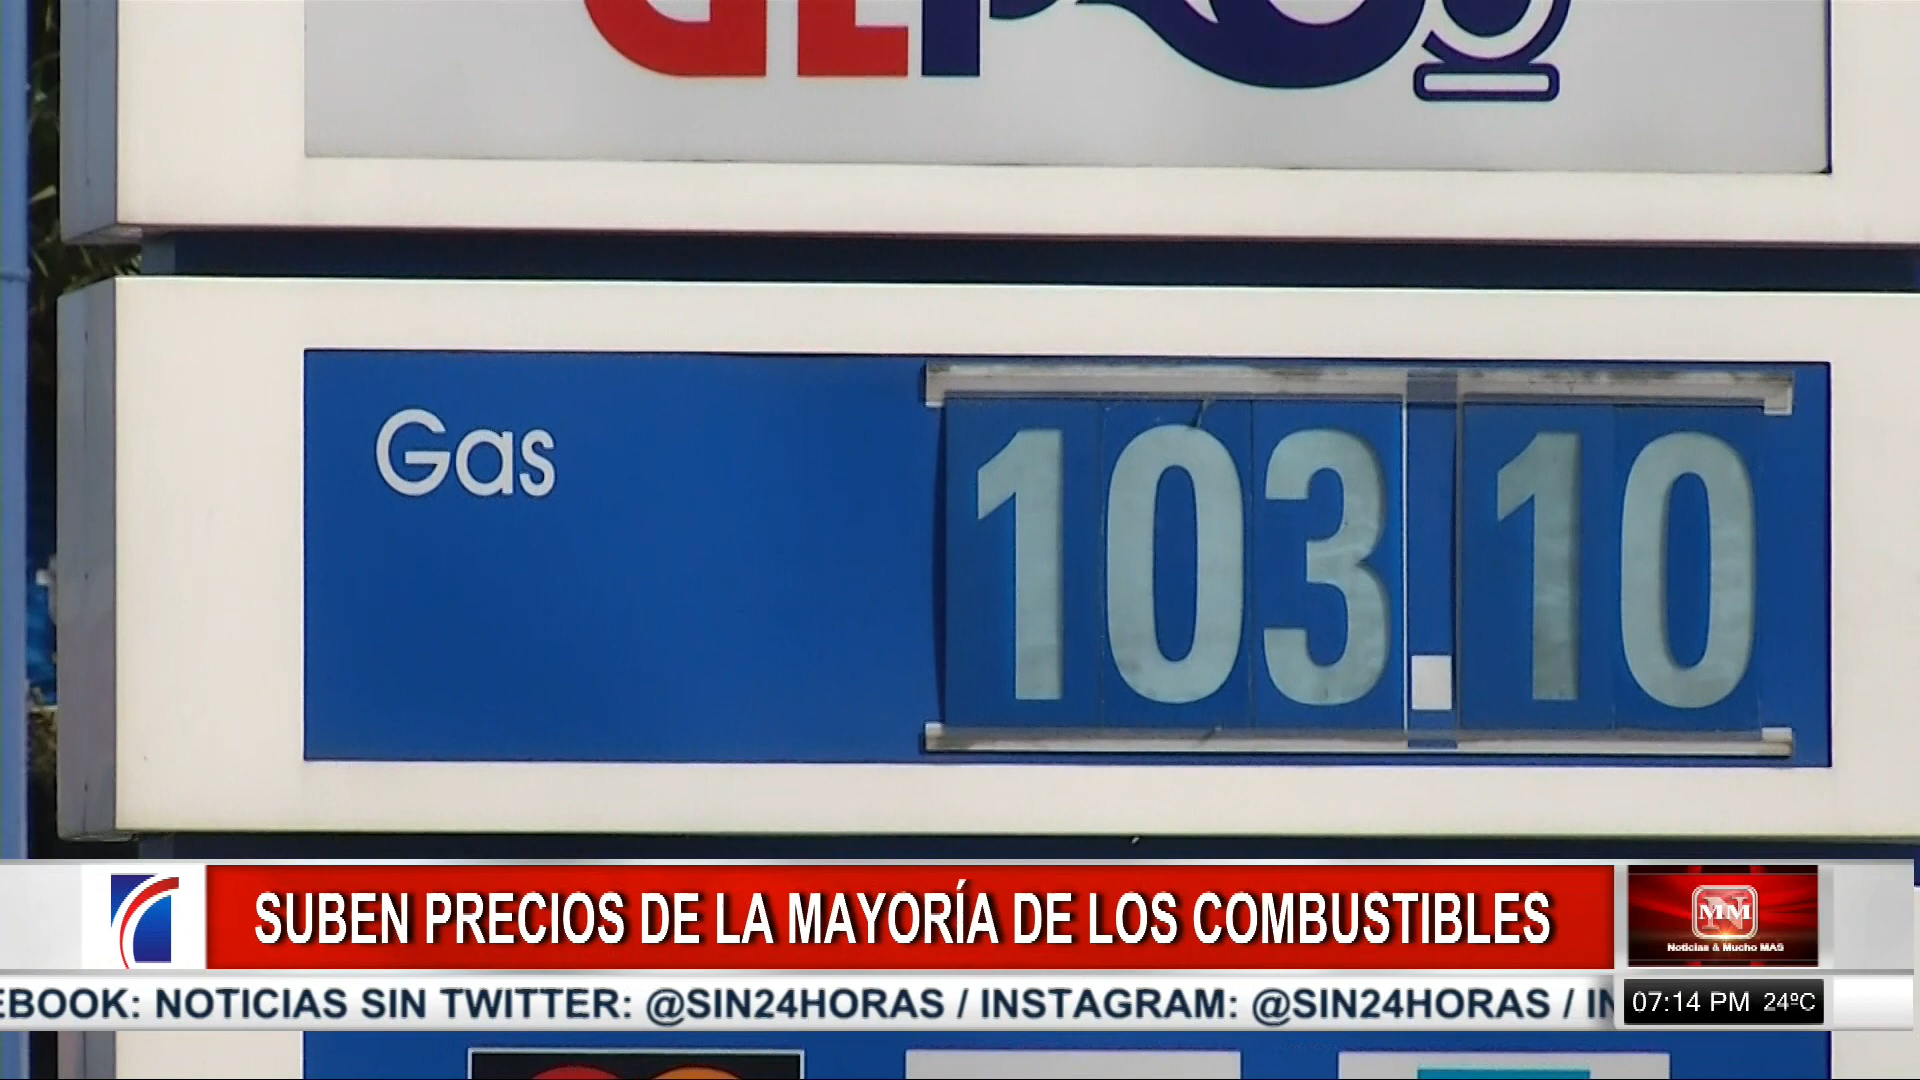 Gas
103.10
SUBEN PRECIOS DE LA MAYORÍA DE LOS COMBUSTIBLES
MM
N
Noticias & Mucho MAS
EBOOK: NOTICIAS SIN TWITTER: @SIN24HORAS / INSTAGRAM: @SIN24HORAS / IN
07:14 PM 24ºC